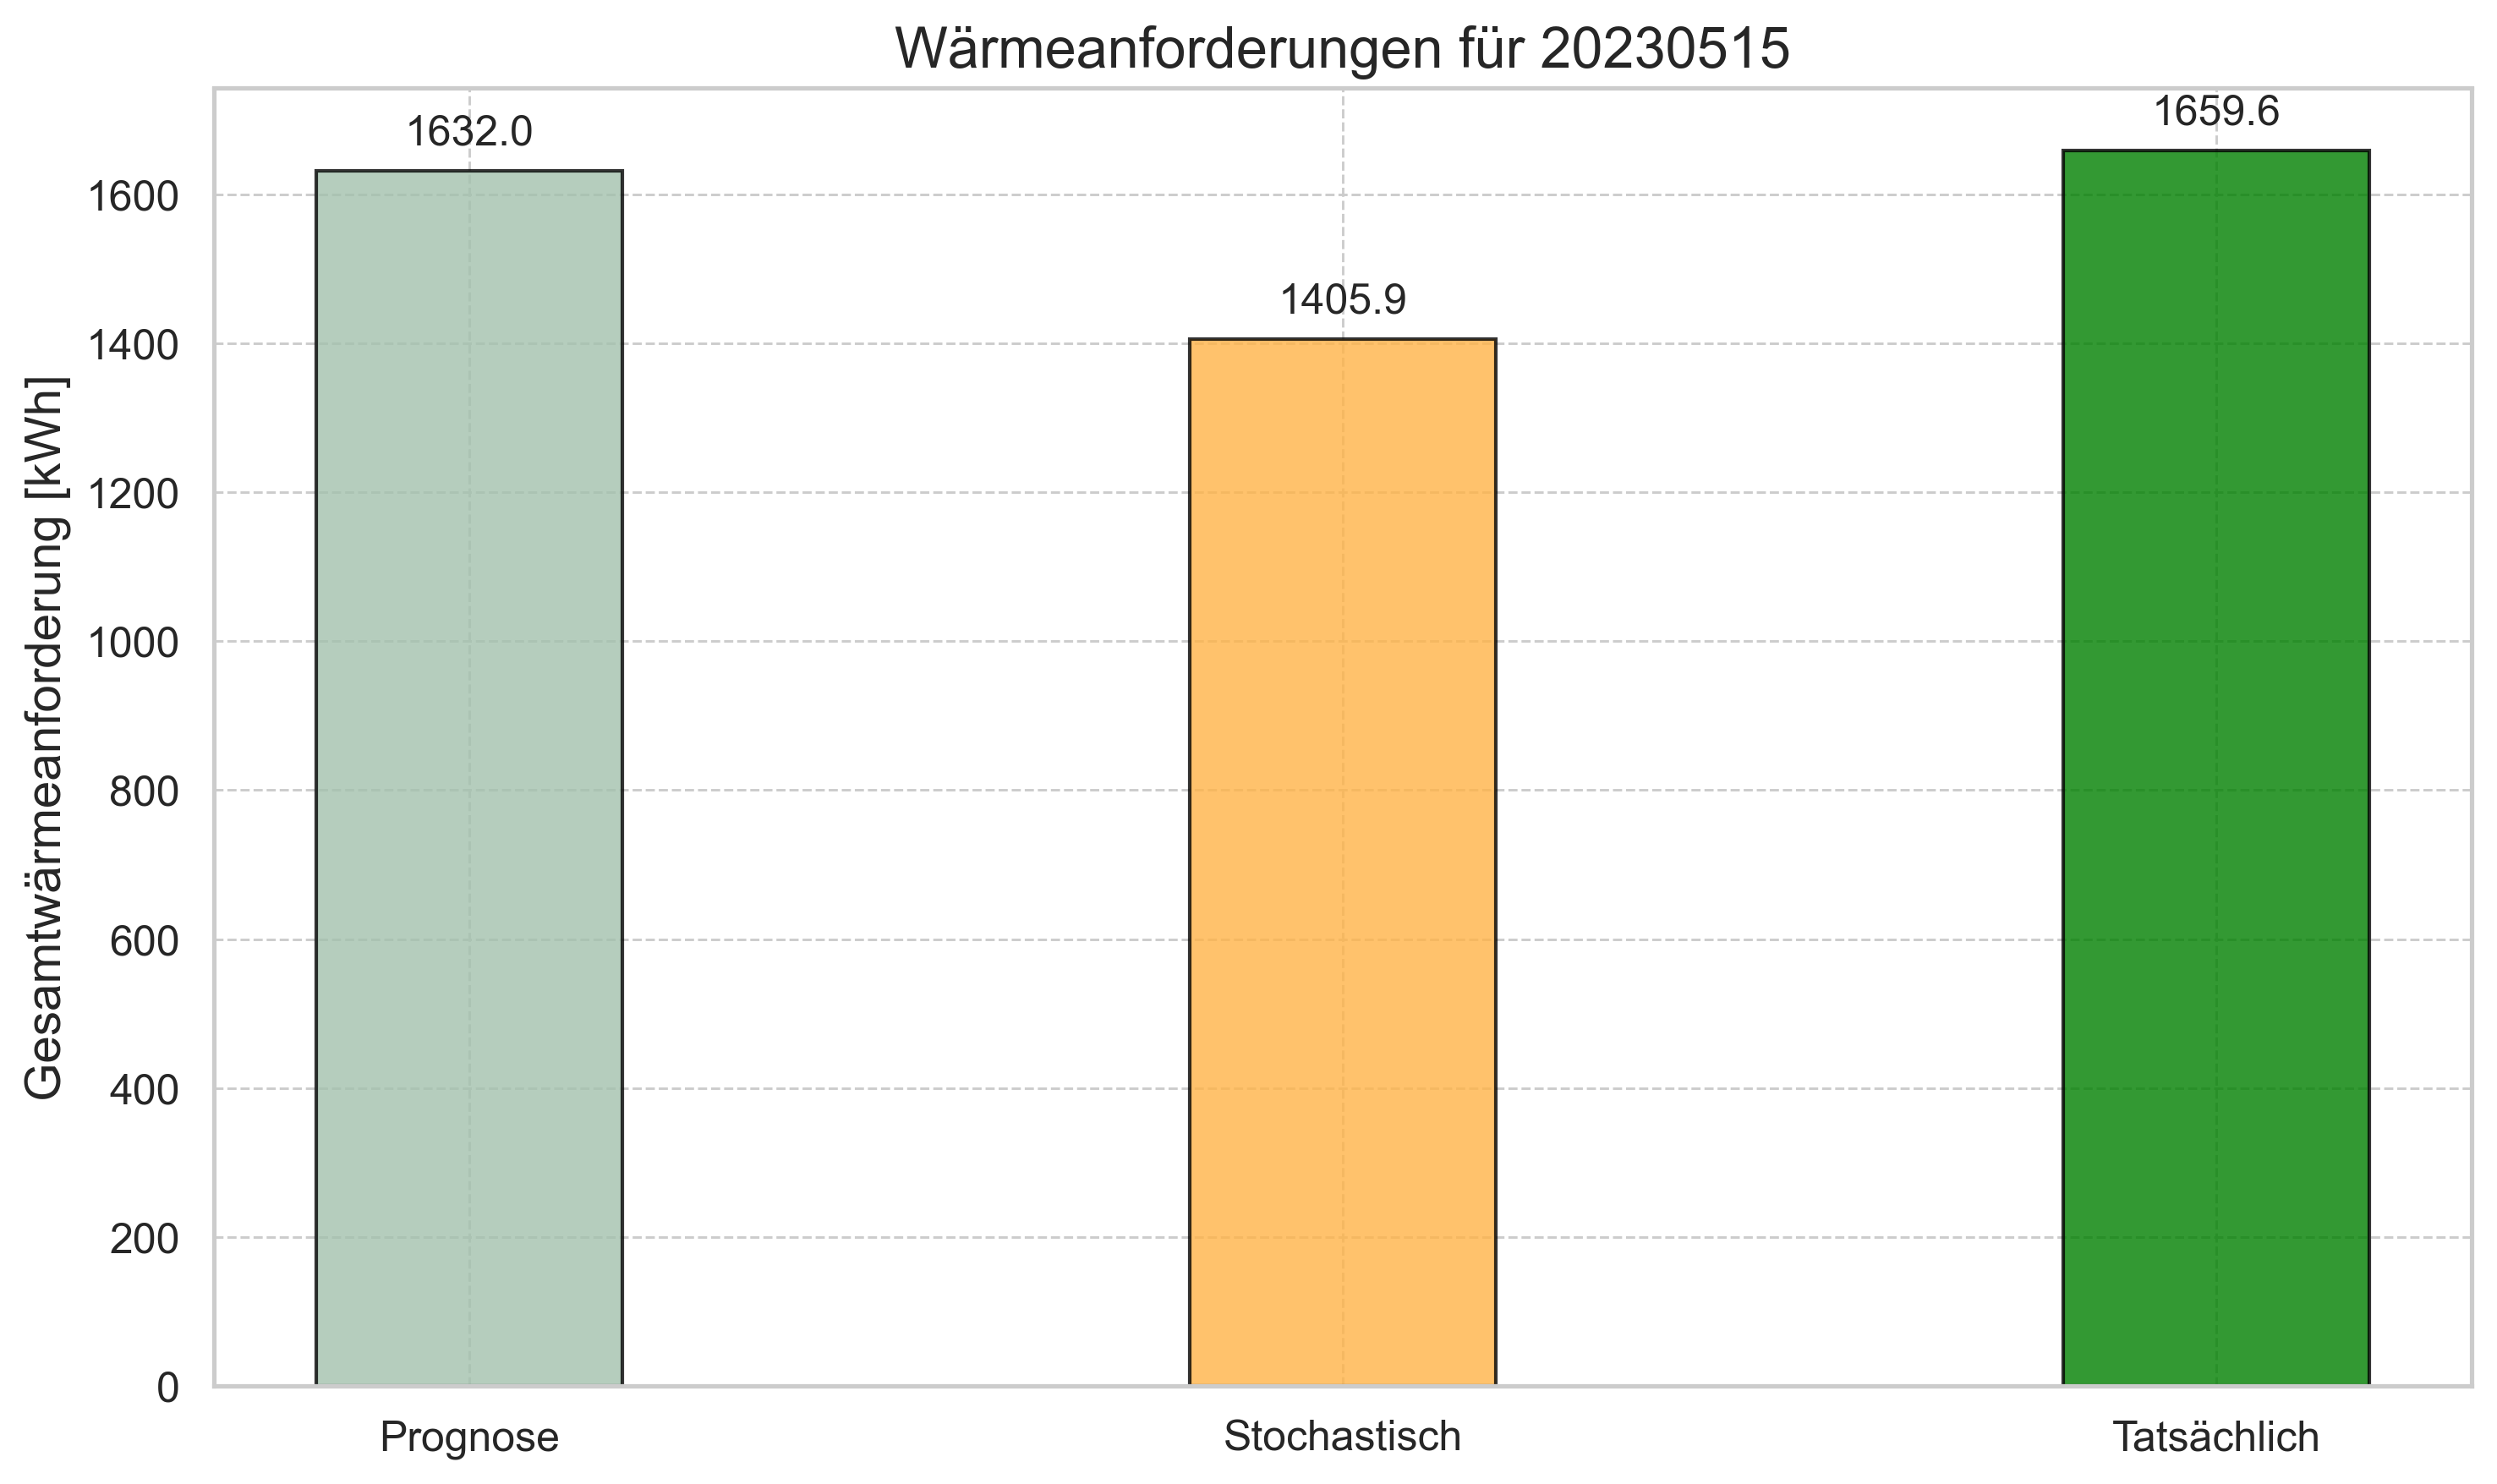 Wärmeanforderungen für 20230515
Gesamtwärmeanforderung [kWh]
1600
1400
1200
1000
800
600
400
200
0
1632.0
1405.9
1659.6
Prognose
Stochastisch
Tatsächlich